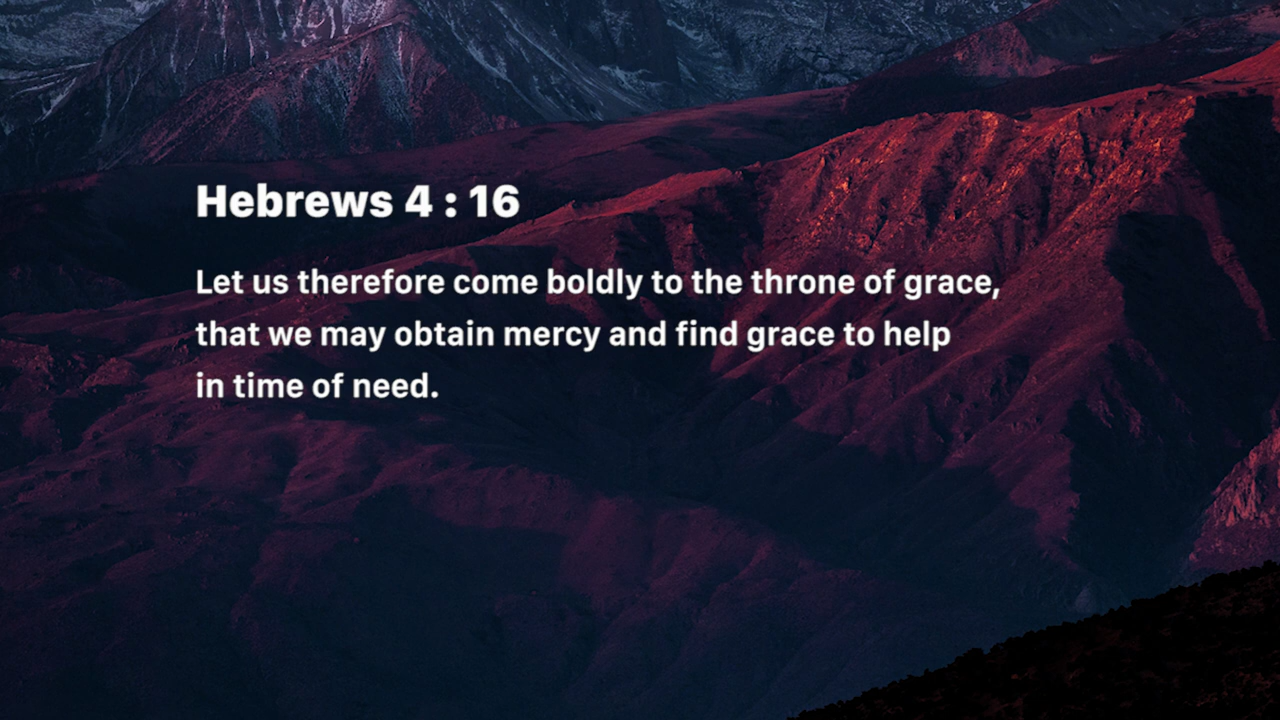 Hebrews 4 : 16
Let us therefore come boldly to the throne of grace,
that we may obtain mercy and find grace to help
in time of need.